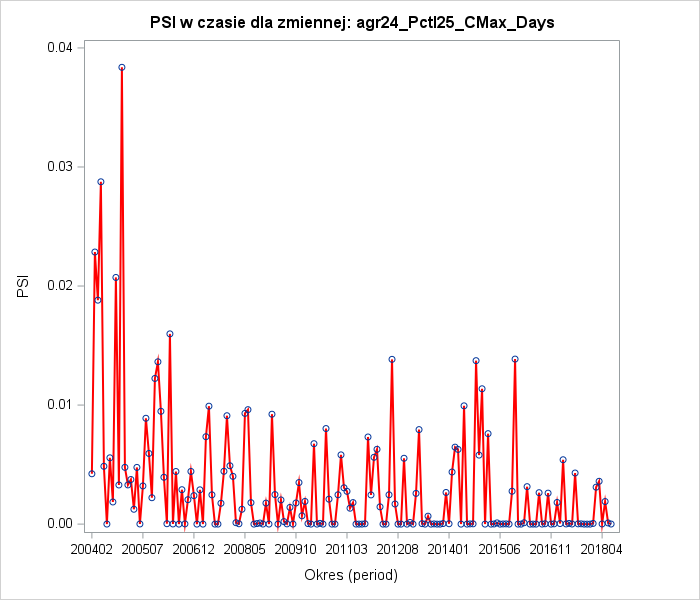 PSI w czasie dla zmiennej: agr24_Pctl25_CMax_Days
0.04
0.03
0.02
0.01
0.00
PSI
200402 200507 200612 200805 200910 201103 201208 201401 201506 201611 201804
Okres (period)